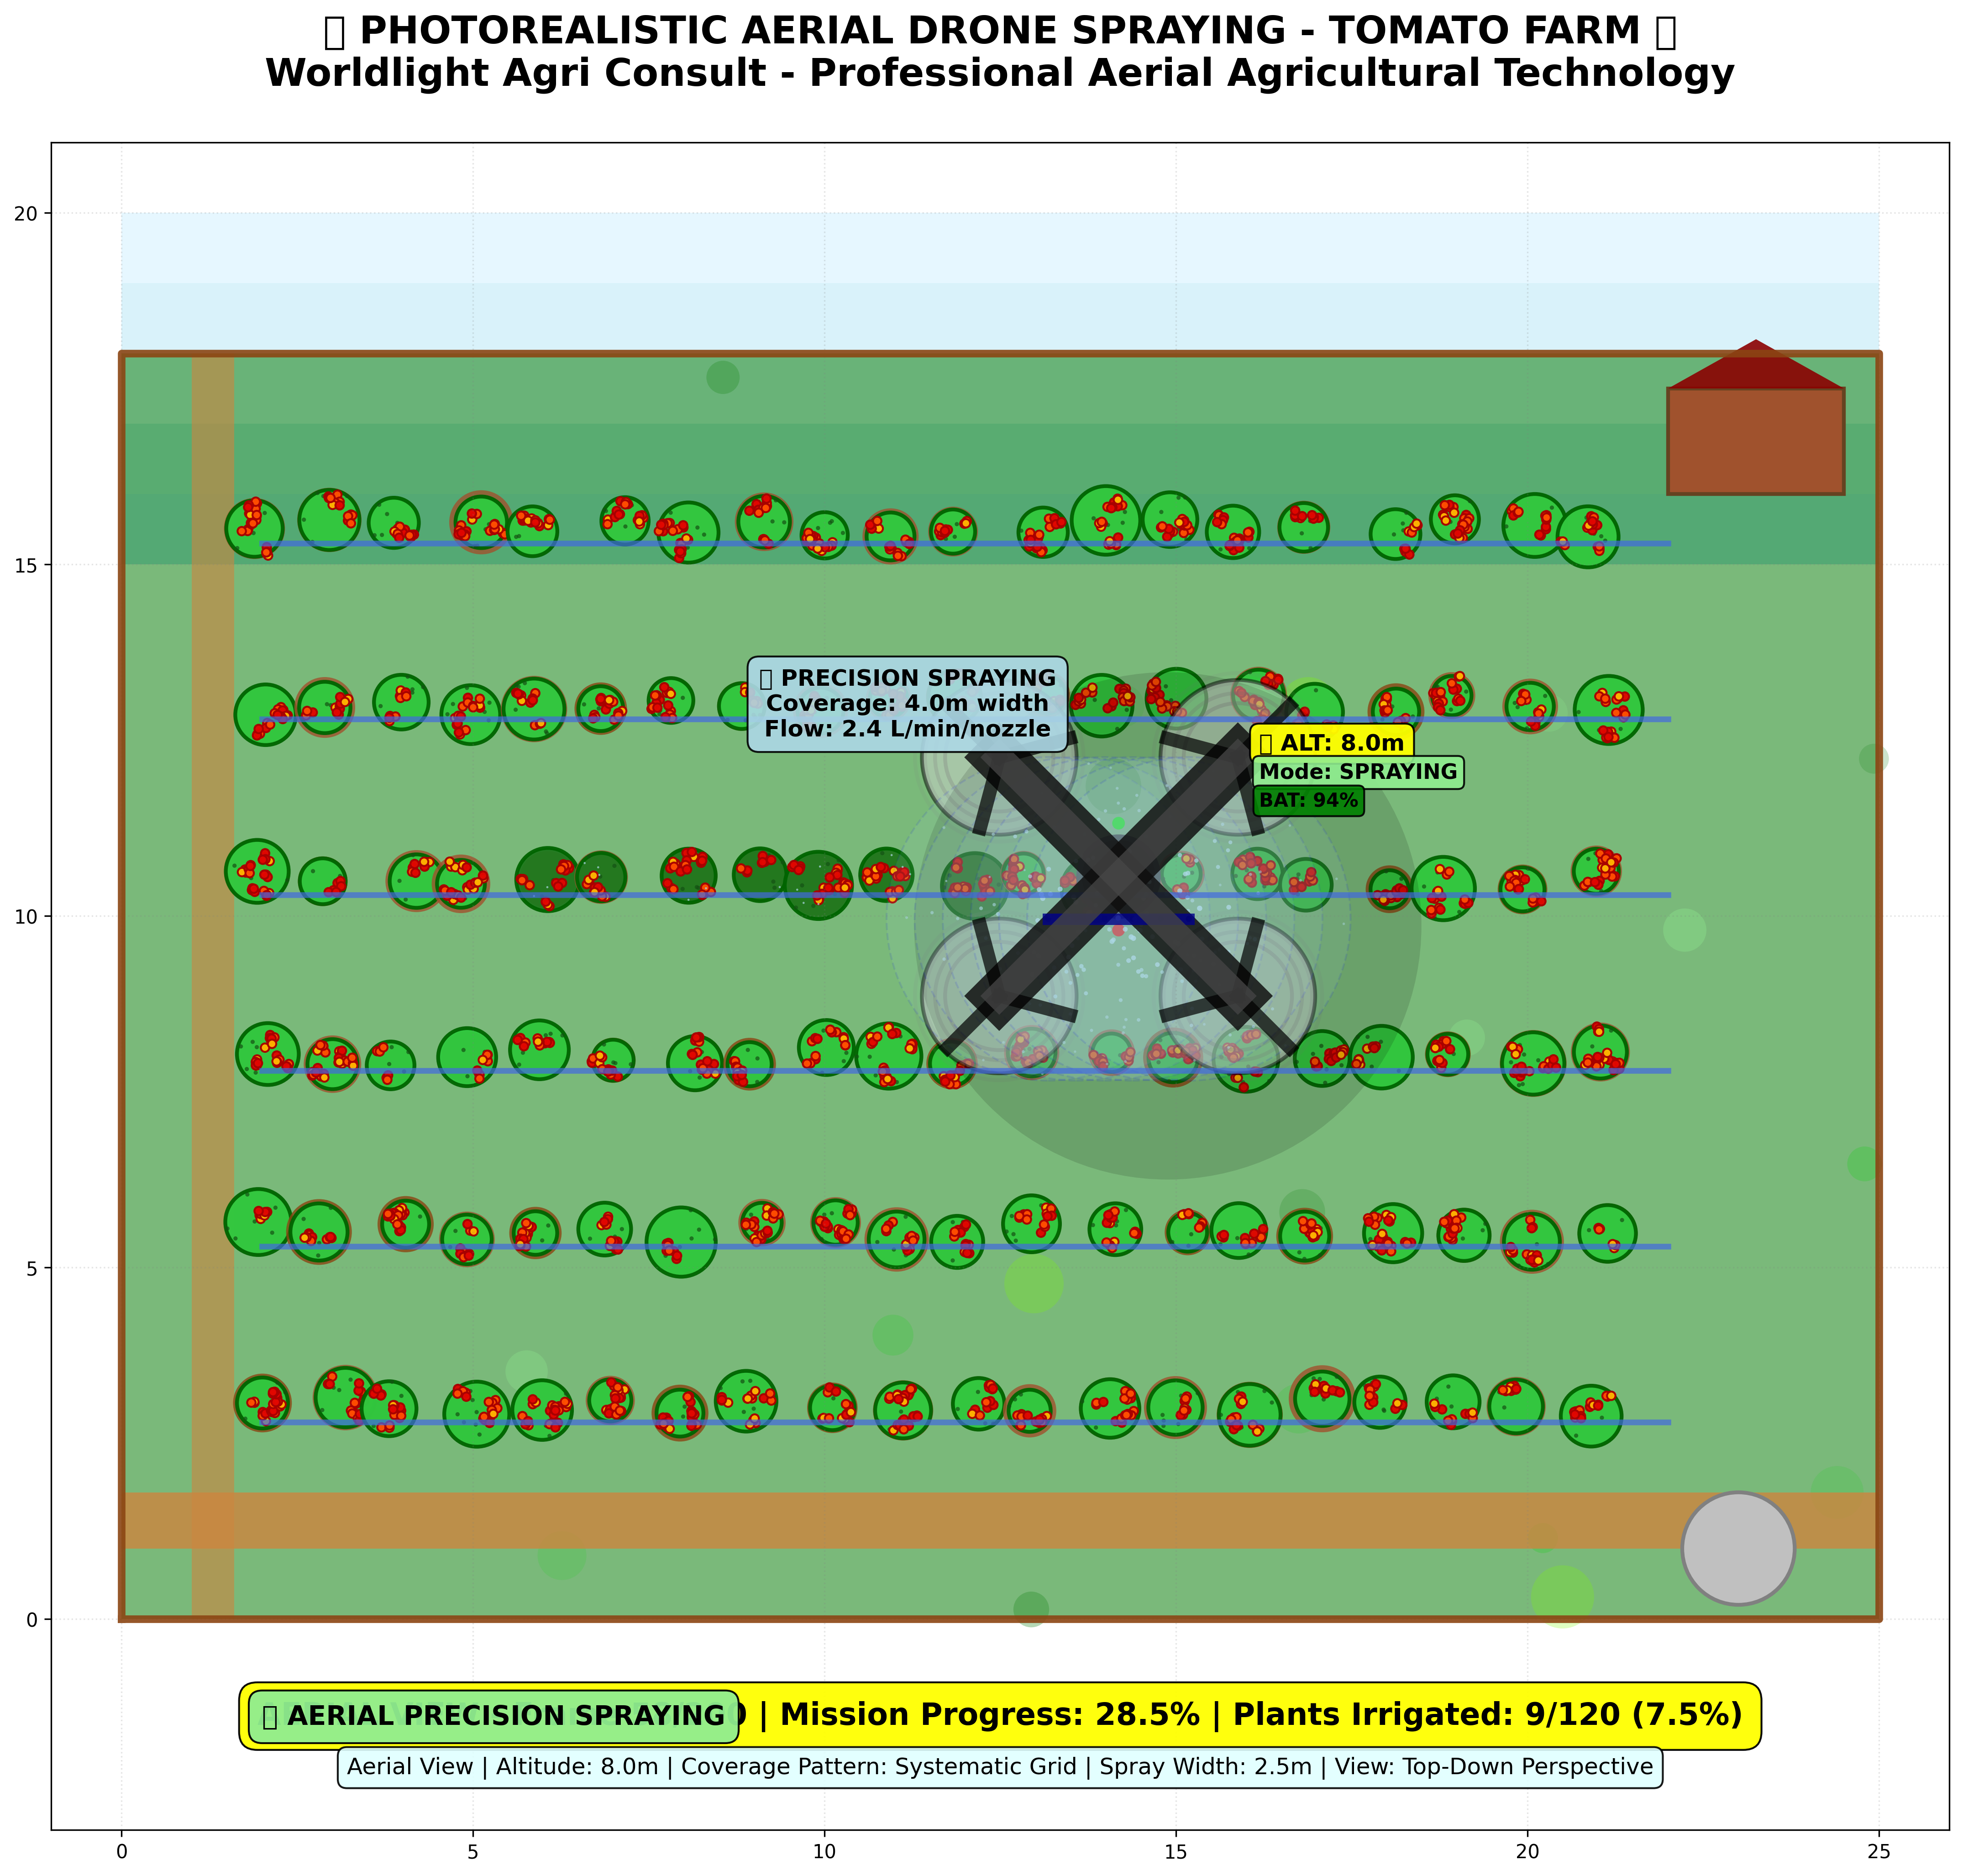 PHOTOREALISTIC AERIAL DRONE SPRAYING - TOMATO FARM
Worldlight Agri Consult - Professional Aerial Agricultural Technology
20
15
10
5
0
PRECISION SPRAYING
Coverage: 4.0m width
Flow: 2.4 L/min/nozzle
ALT: 8.0m
Mode: SPRAYING
BAT: 94%
AERIAL PRECISION SPRAYING
0 | Mission Progress: 28.5% | Plants Irrigated: 9/120 (7.5%)
Aerial View | Altitude: 8.0m | Coverage Pattern: Systematic Grid | Spray Width: 2.5m | View: Top-Down Perspective
0 5 10 15 20 25